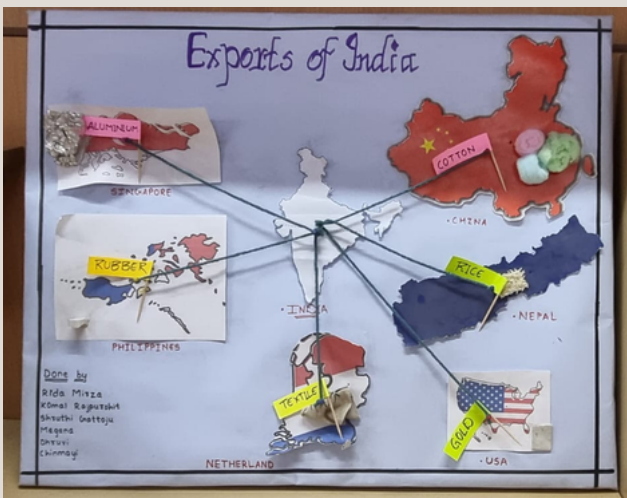 Exports of India
ALUMINIUM
SINGAPORE
COTTON
CHINA
RUBBER
PHILIPPINES
RICE
NEPAL
INDIA
TEXTILE
NETHERLAND
GOLD
USA
Done by
Rida Mirza
Komal Rajpurohit
Shruthi Gattoju
Megana
Dhruvi
Chinmayi